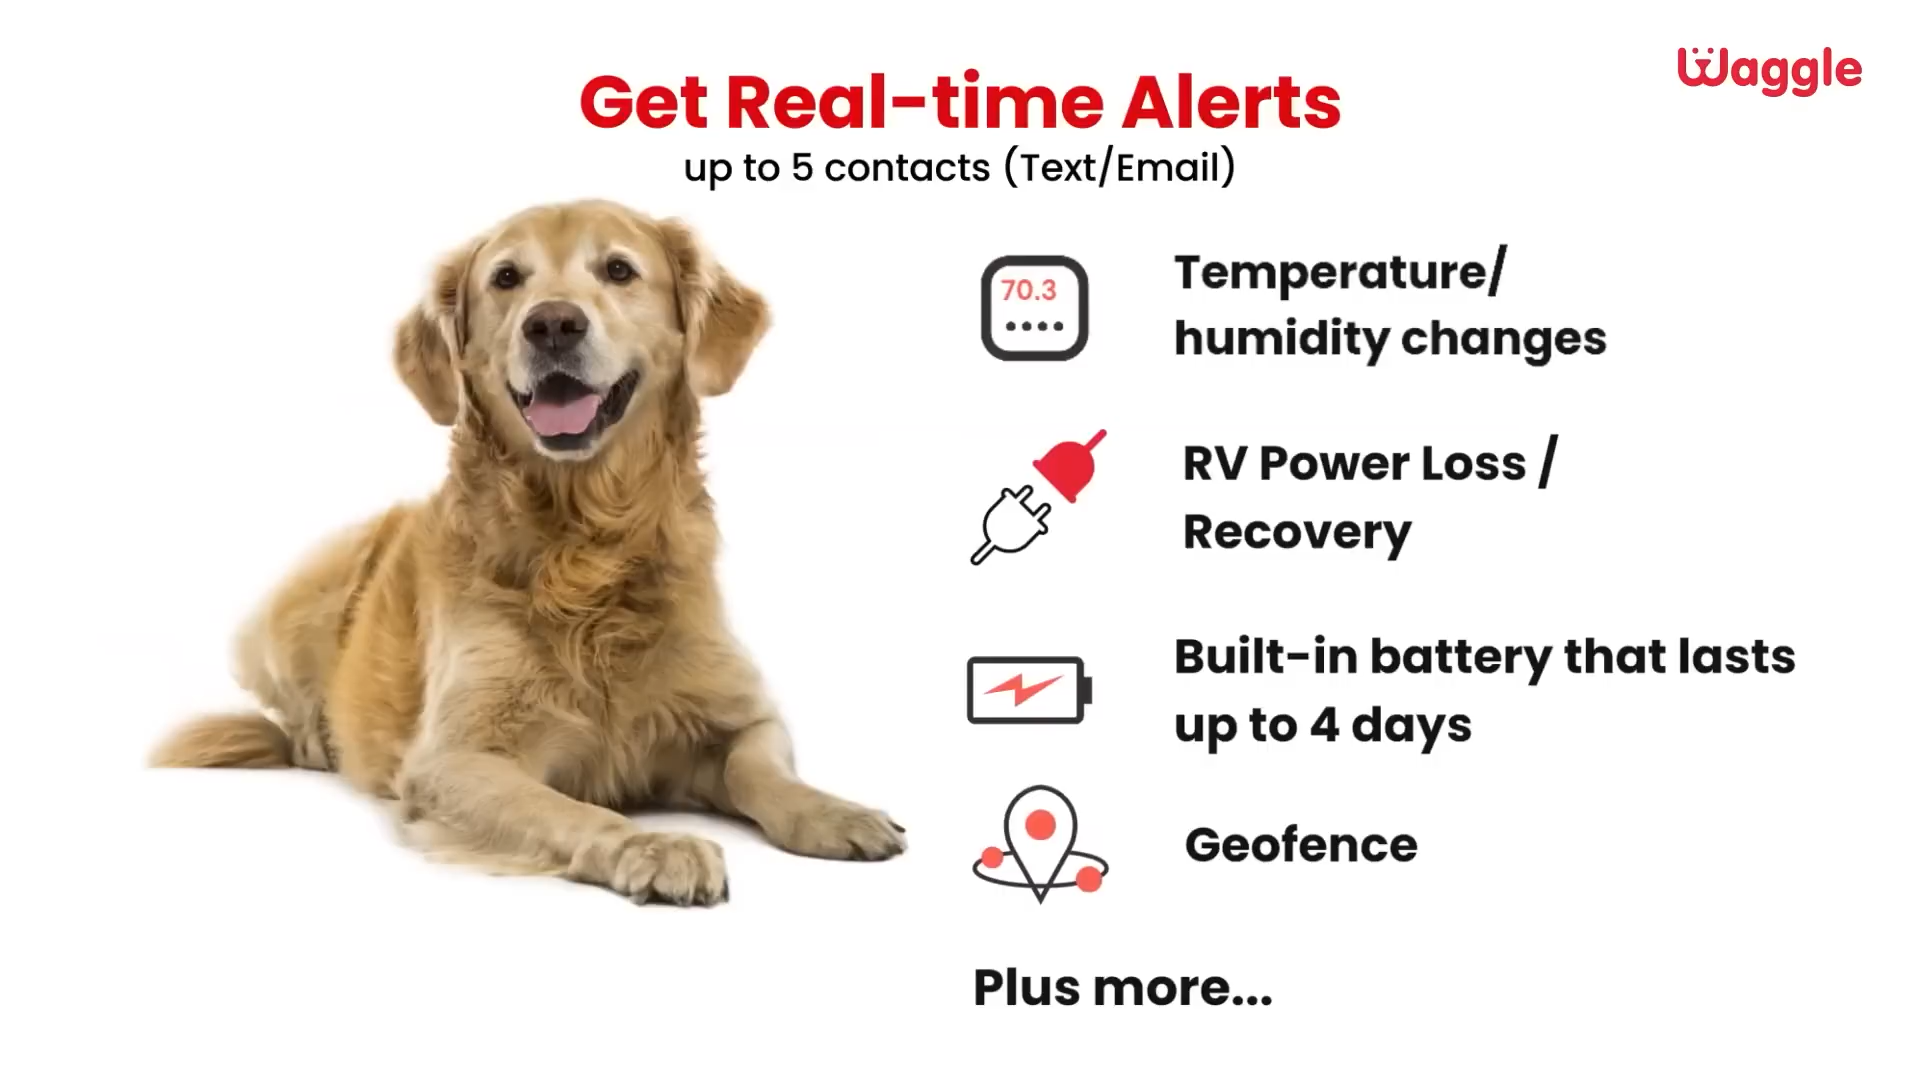 Waggle
Get Real-time Alerts
up to 5 contacts (Text/Email)
70.3
Temperature/
humidity changes
RV Power Loss /
Recovery
Built-in battery that lasts
up to 4 days
Geofence
Plus more...